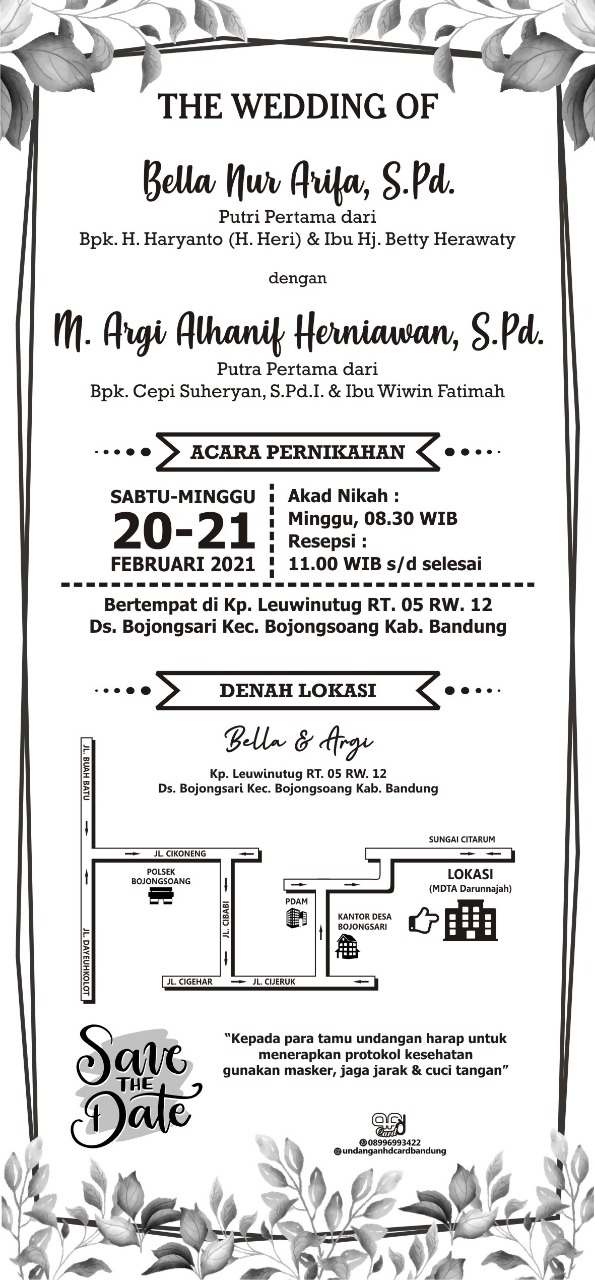 THE WEDDING OF
Bella Nur Arifa, S.Pd.
Putri Pertama dari
Bpk. H. Haryanto (H. Heri) & Ibu Hj. Betty Herawaty
dengan
M. Argi Alhanif Herniawan, S.Pd.
Putra Pertama dari
Bpk. Cepi Suheryan, S.Pd.I. & Ibu Wiwin Fatimah
ACARA PERNIKAHAN
SABTU-MINGGU
20-21
FEBRUARI 2021
Akad Nikah :
Minggu, 08.30 WIB
Resepsi :
11.00 WIB s/d selesai
Bertempat di Kp. Leuwinutug RT. 05 RW. 12
Ds. Bojongsari Kec. Bojongsoang Kab. Bandung
DENAH LOKASI
Bella & Argi
Kp. Leuwinutug RT. 05 RW. 12
Ds. Bojongsari Kec. Bojongsoang Kab. Bandung
JL. BUAH BATU
SUNGAI CITARUM
JL. CIKONENG
POLSEK
BOJONGSOANG
LOKASI
(MDTA Darunnajah)
PDAM
KANTOR DESA
BOJONGSARI
JL. CIBABI
JL. DAYEUHKOLOT
JL. CIGEHAR
JL. CIJERUK
Save
THE
Date
“Kepada para tamu undangan harap untuk
menerapkan protokol kesehatan
gunakan masker, jaga jarak & cuci tangan”
Card
08996993422
@undanganhdcardbandung